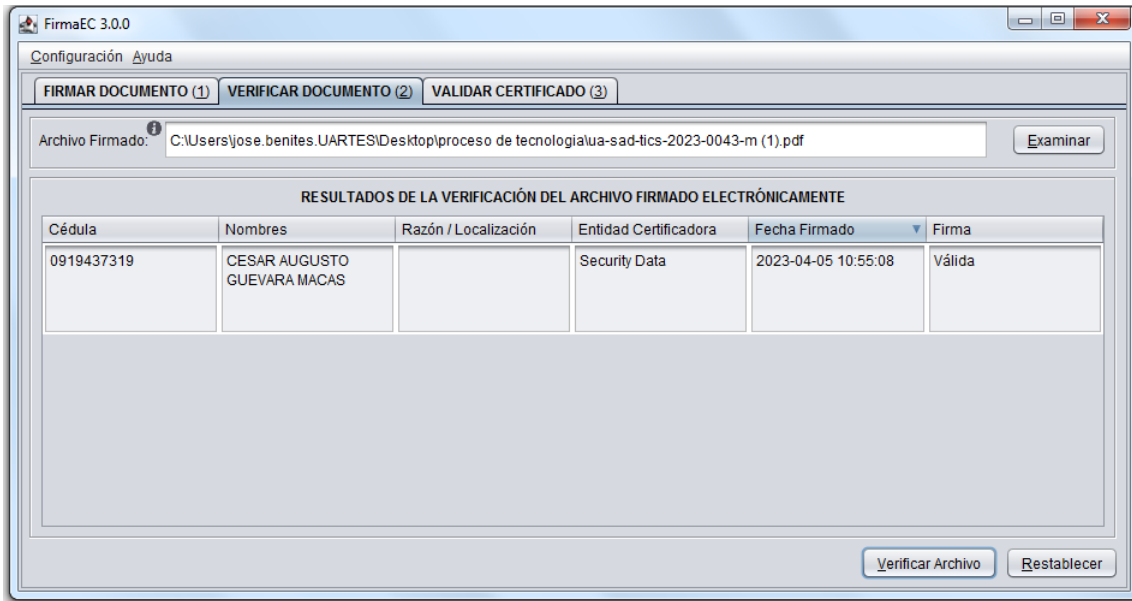 FirmaEC 3.0.0
Configuración Ayuda
FIRMAR DOCUMENTO (1) VERIFICAR DOCUMENTO (2) VALIDAR CERTIFICADO (3)
Archivo Firmado: C:\Users\jose.benites.UARTES\Desktop\proceso de tecnologia\ua-sad-tics-2023-0043-m (1).pdf Examinar
RESULTADOS DE LA VERIFICACIÓN DEL ARCHIVO FIRMADO ELECTRÓNICAMENTE
Cédula Nombres Razón / Localización Entidad Certificadora Fecha Firmado Firma
0919437319 CESAR AUGUSTO Security Data 2023-04-05 10:55:08 Válida
GUEVARA MACAS
Verificar Archivo Restablecer